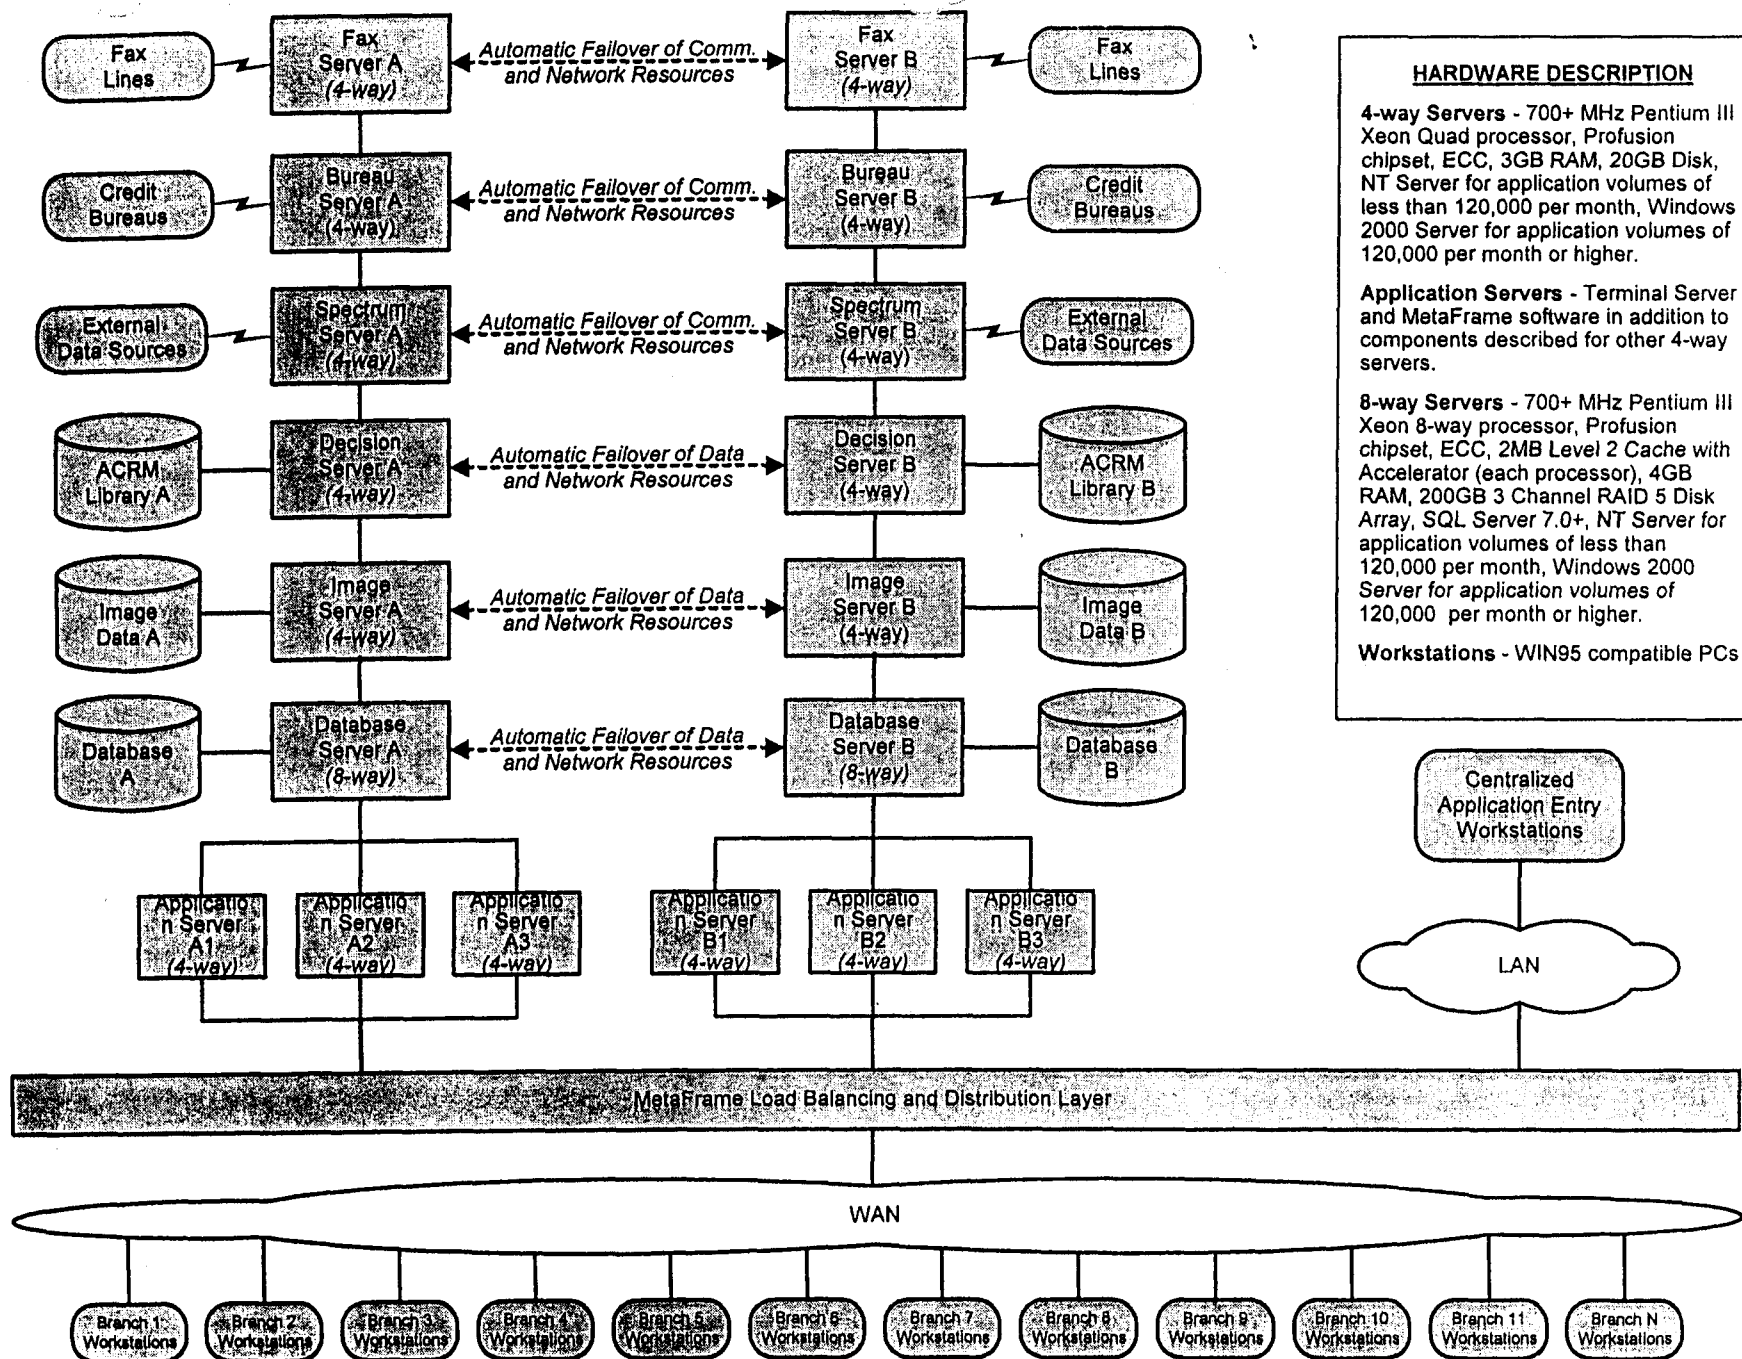 Fax
Lines
Fax
Server A
(4-way)
Automatic Failover of Comm.
and Network Resources
Fax
Server B
(4-way)
Fax
Lines
Credit
Bureaus
Bureau
Server A
(4-way)
Automatic Failover of Comm.
and Network Resources
Bureau
Server B
(4-way)
Credit
Bureaus
External
Data Sources
Spectrum
Server A
(4-way)
Automatic Failover of Comm.
and Network Resources
Spectrum
Server B
(4-way)
External
Data Sources
ACRM
Library A
Decision
Server A
(4-way)
Automatic Failover of Data
and Network Resources
Decision
Server B
(4-way)
ACRM
Library B
Image
Data A
Image
Server A
(4-way)
Automatic Failover of Data
and Network Resources
Image
Server B
(4-way)
Image
Data B
Database
A
Database
Server A
(8-way)
Automatic Failover of Data
and Network Resources
Database
Server B
(8-way)
Database
B
HARDWARE DESCRIPTION
4-way Servers - 700+ MHz Pentium III
Xeon Quad processor, Profusion
chipset, ECC, 3GB RAM, 20GB Disk,
NT Server for application volumes of
less than 120,000 per month, Windows
2000 Server for application volumes of
120,000 per month or higher.
Application Servers - Terminal Server
and MetaFrame software in addition to
components described for other 4-way
servers.
8-way Servers - 700+ MHz Pentium III
Xeon 8-way processor, Profusion
chipset, ECC, 2MB Level 2 Cache with
Accelerator (each processor), 4GB
RAM, 200GB 3 Channel RAID 5 Disk
Array, SQL Server 7.0+, NT Server for
application volumes of less than
120,000 per month, Windows 2000
Server for application volumes of
120,000 per month or higher.
Workstations - WIN95 compatible PCs
Centralized
Application Entry
Workstations
LAN
Applicatio
n Server
A1
(4-way)
Applicatio
n Server
A2
(4-way)
Applicatio
n Server
A3
(4-way)
Applicatio
n Server
B1
(4-way)
Applicatio
n Server
B2
(4-way)
Applicatio
n Server
B3
(4-way)
MetaFrame Load Balancing and Distribution Layer
WAN
Branch 1
Workstations
Branch 2
Workstations
Branch 3
Workstations
Branch 4
Workstations
Branch 5
Workstations
Branch 6
Workstations
Branch 7
Workstations
Branch 8
Workstations
Branch 9
Workstations
Branch 10
Workstations
Branch 11
Workstations
Branch N
Workstations